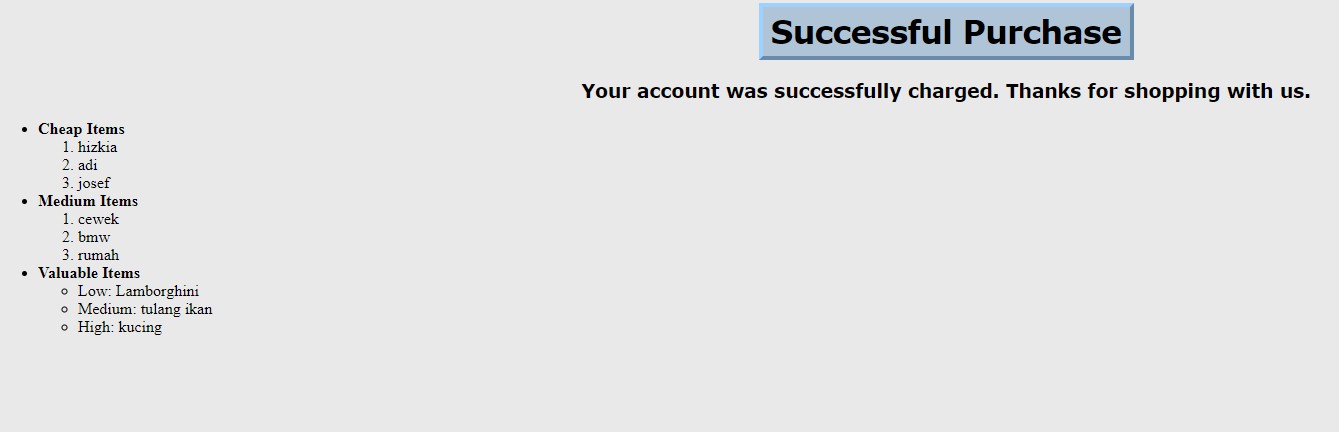 Successful Purchase
Your account was successfully charged. Thanks for shopping with us.
• Cheap Items
1. hizkia
2. adi
3. josef
• Medium Items
1. cewek
2. bmw
3. rumah
• Valuable Items
○ Low: Lamborghini
○ Medium: tulang ikan
○ High: kucing